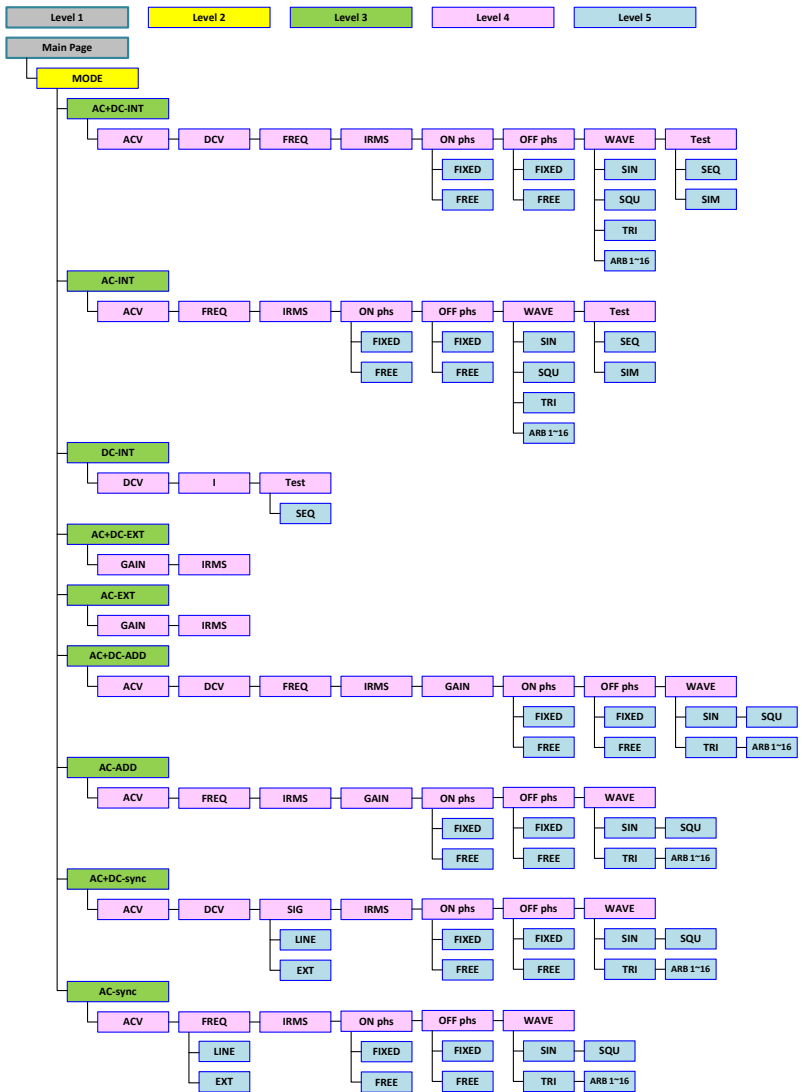 Level 1 Level 2 Level 3 Level 4 Level 5
Main Page
MODE
AC+DC-INT
ACV DCV FREQ IRMS ON phs OFF phs WAVE Test
FIXED FIXED SIN SEQ
FREE FREE SQU SIM
TRI
ARB 1~16
AC-INT
ACV FREQ IRMS ON phs OFF phs WAVE Test
FIXED FIXED SIN SEQ
FREE FREE SQU SIM
TRI
ARB 1~16
DC-INT
DCV I Test
SEQ
AC+DC-EXT
GAIN IRMS
AC-EXT
GAIN IRMS
AC+DC-ADD
ACV DCV FREQ IRMS GAIN ON phs OFF phs WAVE
FIXED FIXED SIN SQU
FREE FREE TRI ARB 1~16
AC-ADD
ACV FREQ IRMS GAIN ON phs OFF phs WAVE
FIXED FIXED SIN SQU
FREE FREE TRI ARB 1~16
AC+DC-sync
ACV DCV SIG IRMS ON phs OFF phs WAVE
LINE FIXED FIXED SIN SQU
EXT FREE FREE TRI ARB 1~16
AC-sync
ACV FREQ IRMS ON phs OFF phs WAVE
LINE FIXED FIXED SIN SQU
EXT FREE FREE TRI ARB 1~16